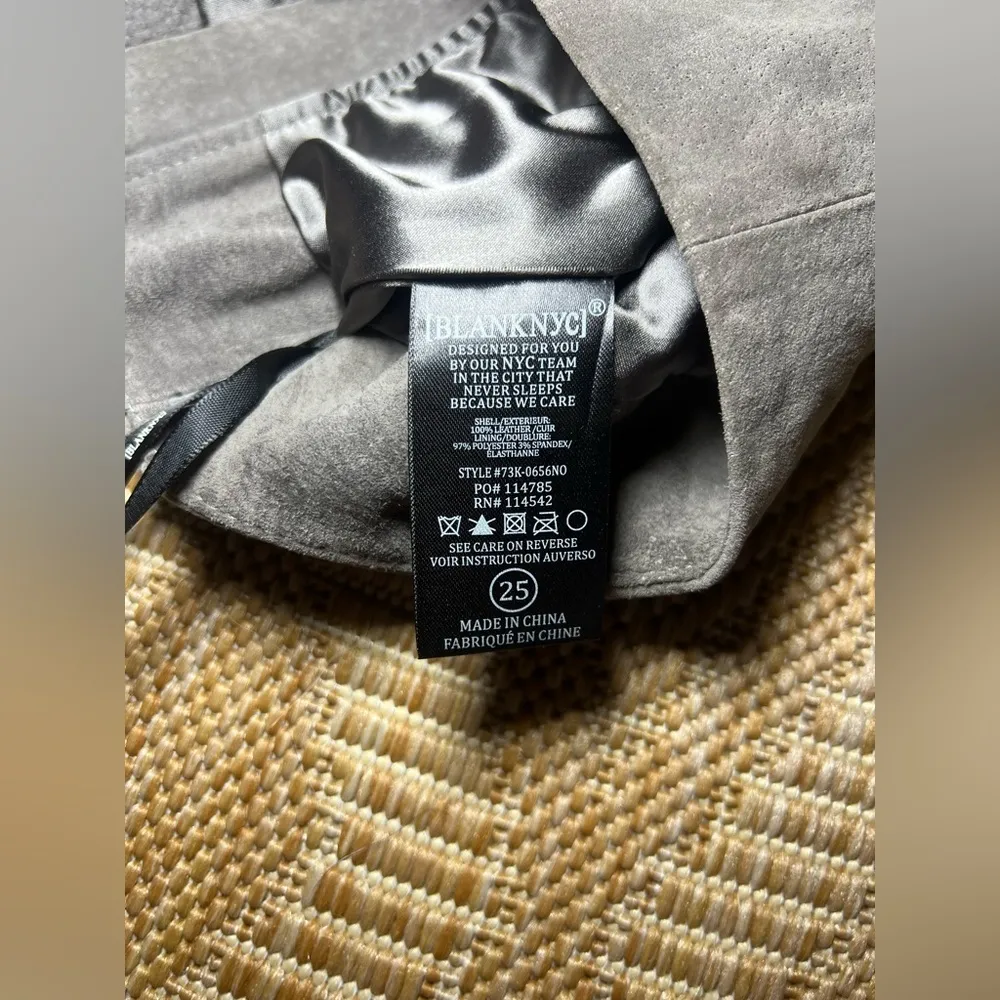 [BLANKNYC]®
DESIGNED FOR YOU
BY OUR NYC TEAM
IN THE CITY THAT
NEVER SLEEPS
BECAUSE WE CARE
SHELL/EXTERIEUR:
100% LEATHER /CUIR
LINING/DOUBLURE:
97% POLYESTER 3% SPANDEX/
ELASTHANNE
STYLE #73K-0656NO
PO# 114785
RN# 114542
SEE CARE ON REVERSE
VOIR INSTRUCTION AUVERSO
25
MADE IN CHINA
FABRIQUÉ EN CHINE